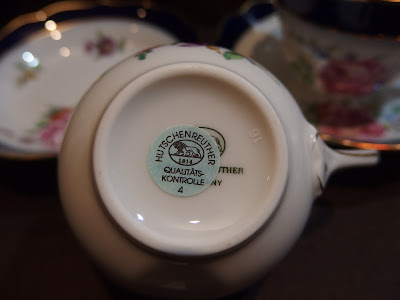 HUTSCHENREUTHER
1814
QUALITÄTS-
KONTROLLE
4
THER
NY